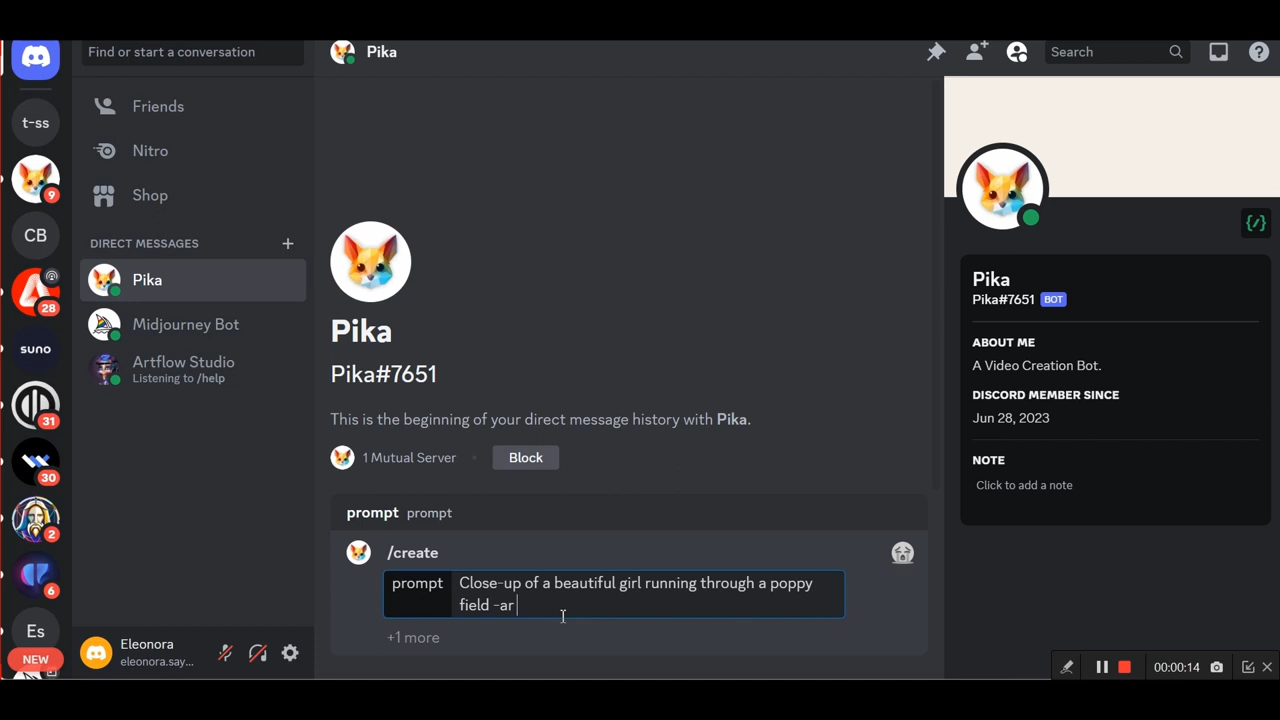 Find or start a conversation
Pika
Search
t-ss
Friends
Nitro
9
Shop
CB
DIRECT MESSAGES
+
Pika
28
Midjourney Bot
suno
Artflow Studio
Listening to /help
31
30
2
6
Es
NEW
Eleonora
eleonora.say...
Pika
Pika#7651
This is the beginning of your direct message history with Pika.
1 Mutual Server
Block
prompt prompt
/create
prompt Close-up of a beautiful girl running through a poppy
field -ar
+1 more
Pika
Pika#7651 BOT
ABOUT ME
A Video Creation Bot.
DISCORD MEMBER SINCE
Jun 28, 2023
NOTE
Click to add a note
00:00:14